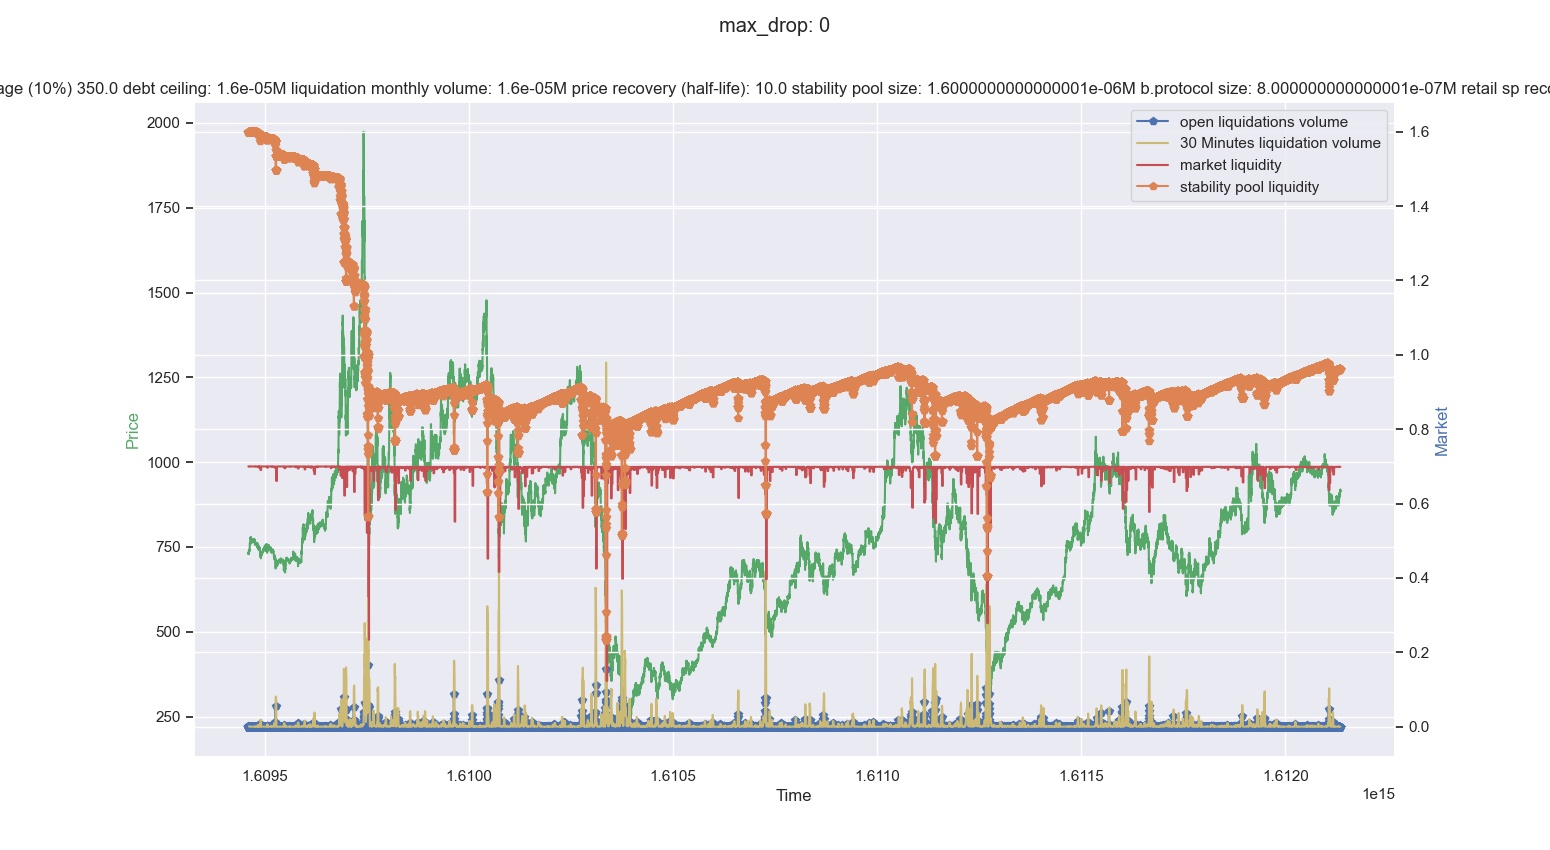 max_drop: 0
age (10%) 350.0 debt ceiling: 1.6e-05M liquidation monthly volume: 1.6e-05M price recovery (half-life): 10.0 stability pool size: 1.6000000000000001e-06M b.protocol size: 8.000000000000001e-07M retail sp reco
open liquidations volume
30 Minutes liquidation volume
market liquidity
stability pool liquidity
2000
1750
1500
1250
1000
750
500
250
Price
1.6
1.4
1.2
1.0
0.8
0.6
0.4
0.2
0.0
Market
1.6095 1.6100 1.6105 1.6110 1.6115 1.6120
Time
1e15